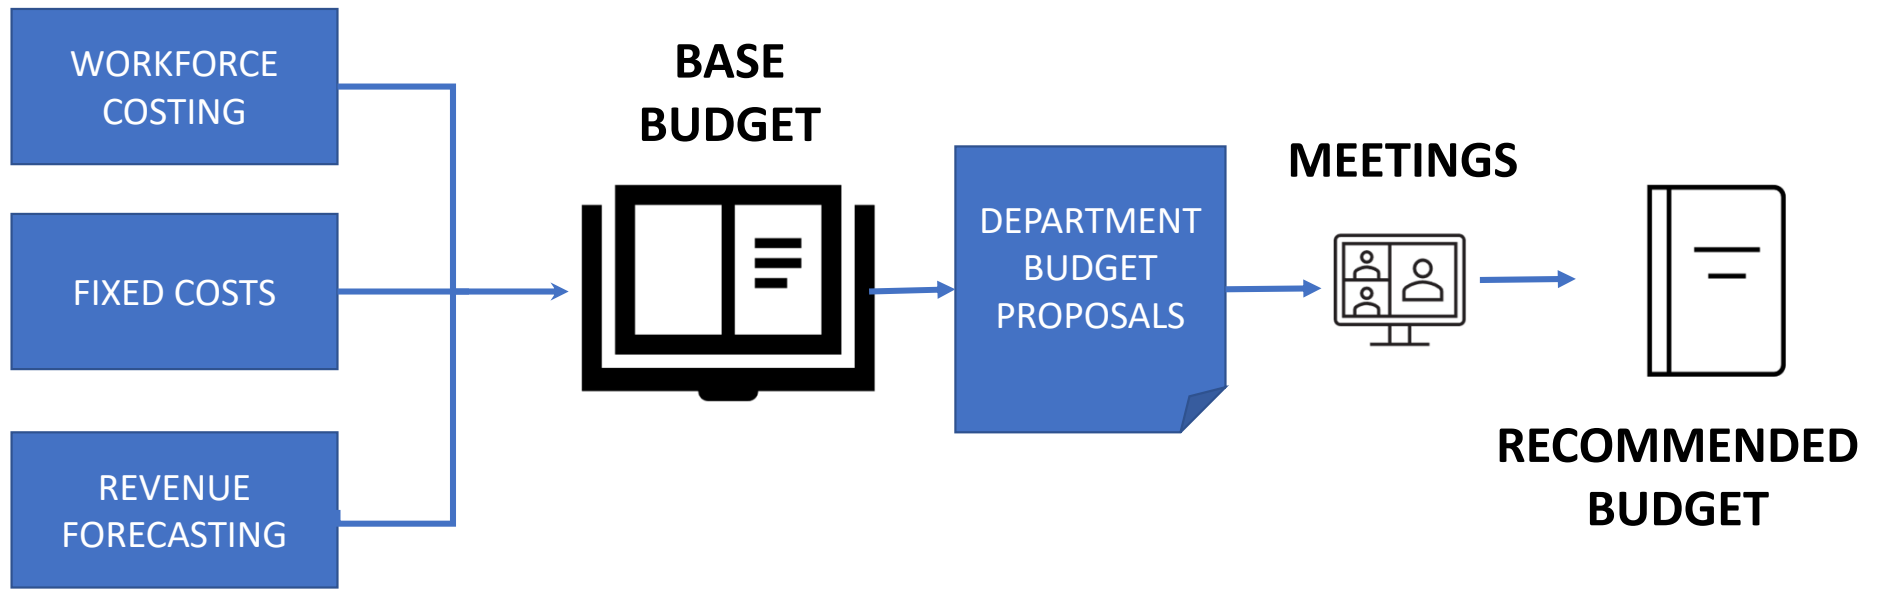 WORKFORCE
COSTING
FIXED COSTS
REVENUE
FORECASTING
BASE
BUDGET
DEPARTMENT
BUDGET
PROPOSALS
MEETINGS
RECOMMENDED
BUDGET